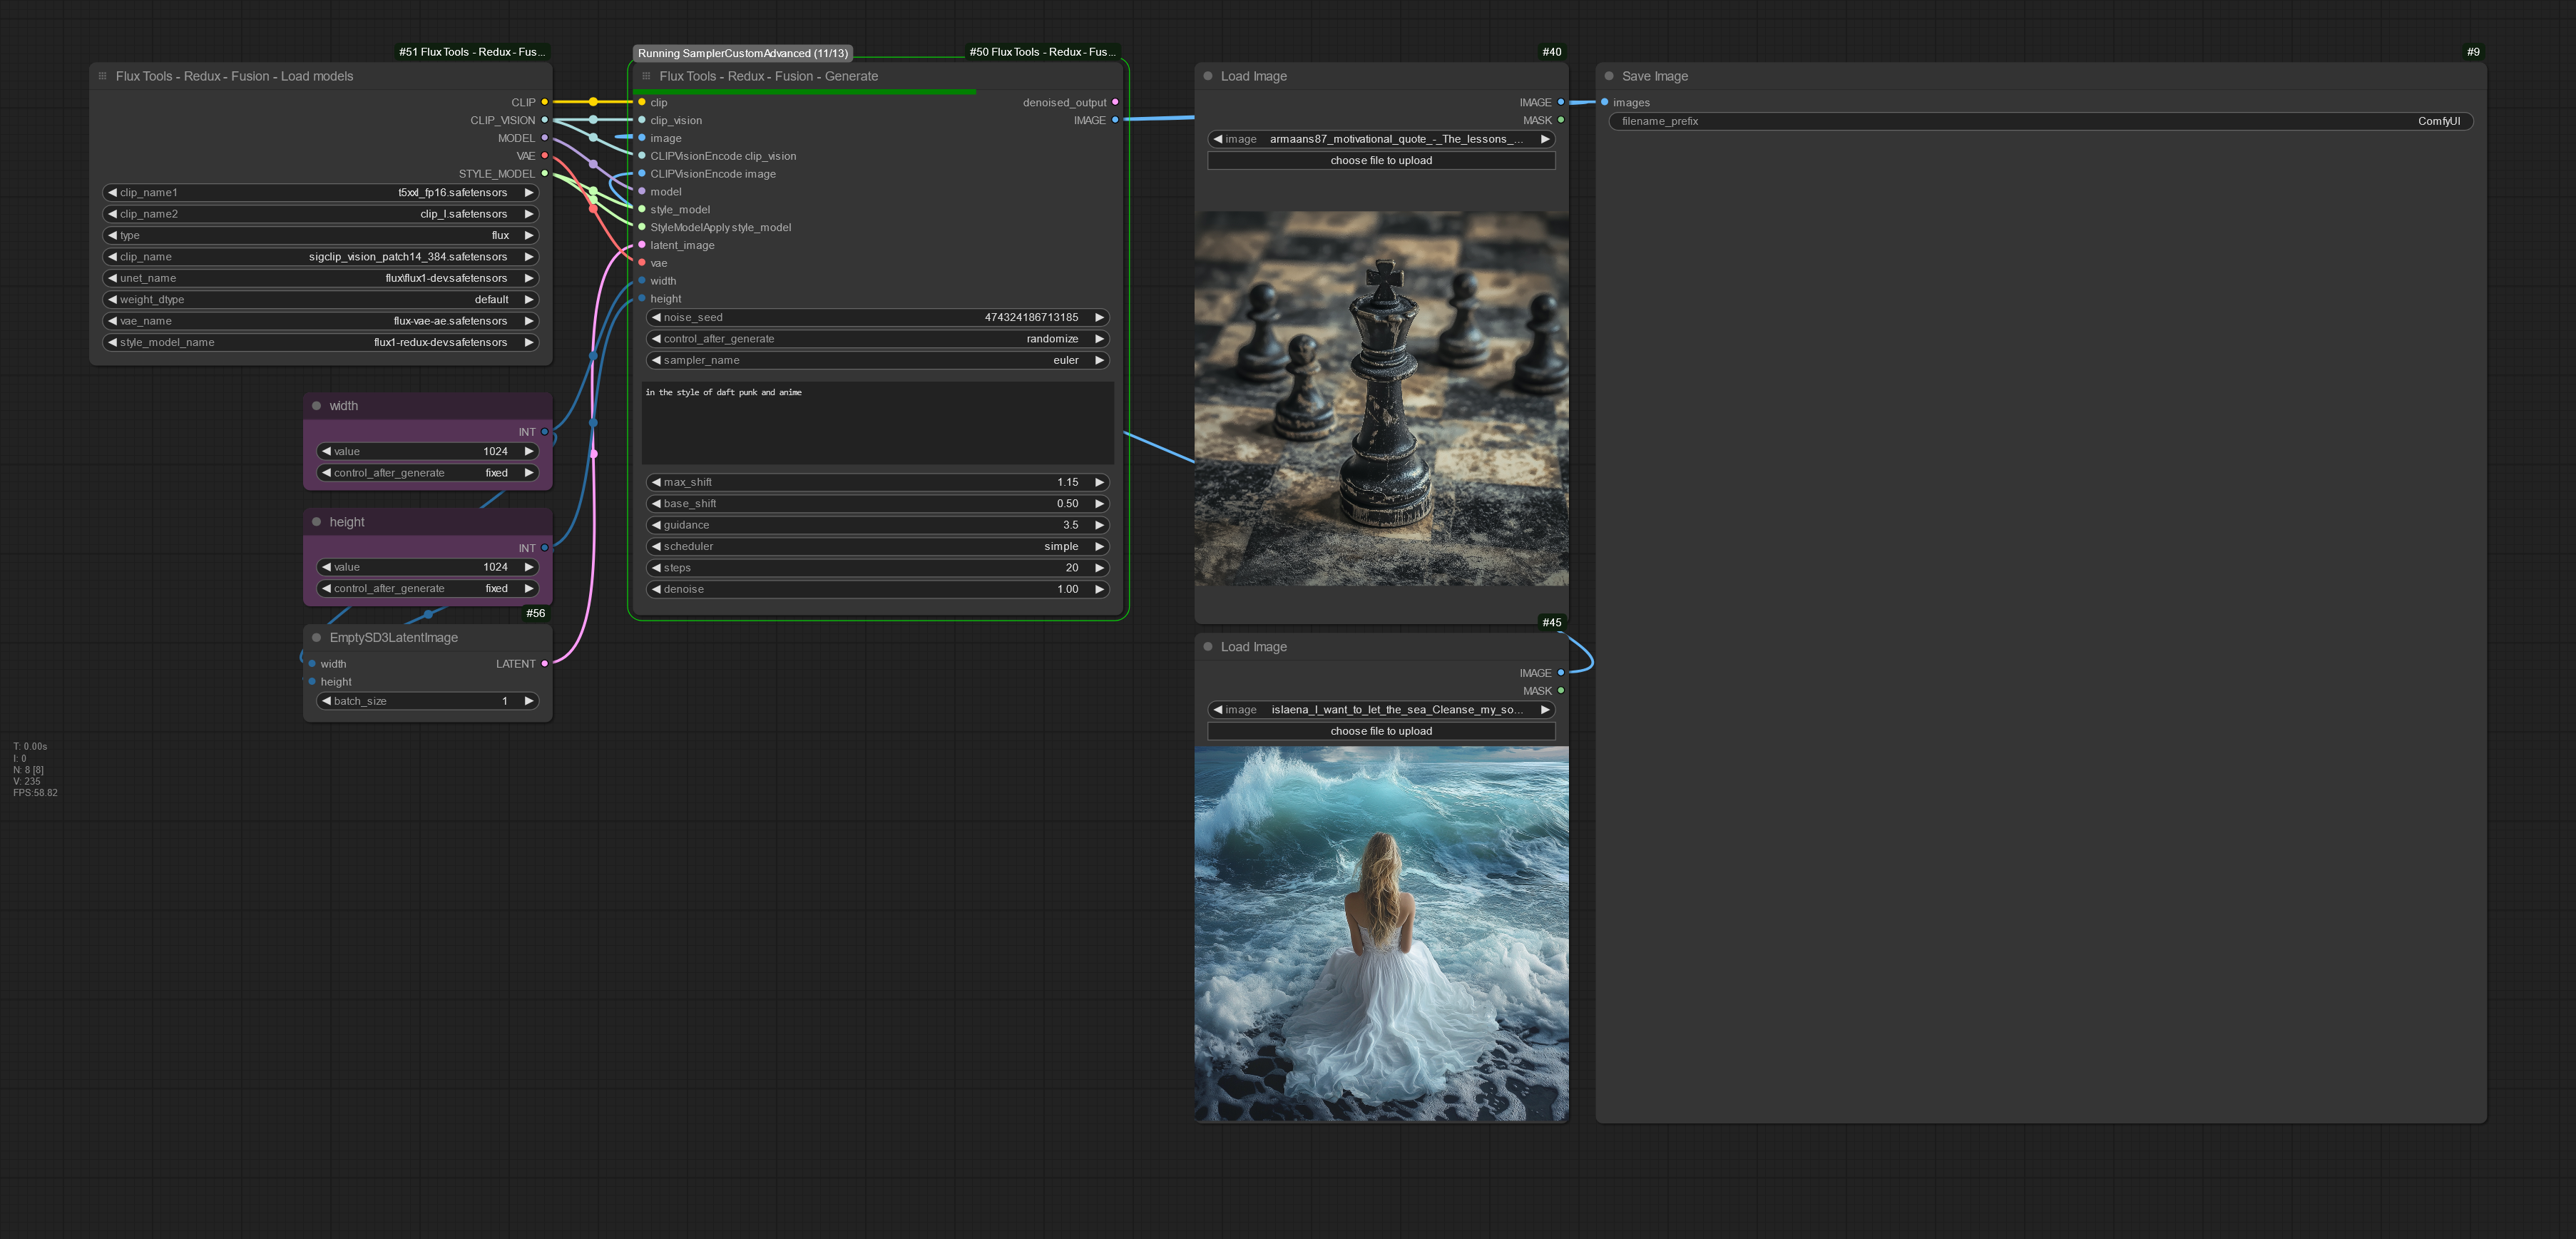 #51 Flux Tools - Redux - Fus...
Flux Tools - Redux - Fusion - Load models
CLIP
CLIP_VISION
MODEL
VAE
STYLE_MODEL
clip_name1 t5xxl_fp16.safetensors
clip_name2 clip_l.safetensors
type flux
clip_name sigclip_vision_patch14_384.safetensors
unet_name flux\flux1-dev.safetensors
weight_dtype default
vae_name flux-vae-ae.safetensors
style_model_name flux1-redux-dev.safetensors
width
INT
value 1024
control_after_generate fixed
height
INT
value 1024
control_after_generate fixed
#56
EmptySD3LatentImage
width LATENT
height
batch_size 1
T: 0.00s
I: 0
N: 8 [8]
V: 235
FPS:58.82
Running SamplerCustomAdvanced (11/13) #50 Flux Tools - Redux - Fus...
Flux Tools - Redux - Fusion - Generate
clip denoised_output
clip_vision IMAGE
image
CLIPVisionEncode clip_vision
CLIPVisionEncode image
model
style_model
StyleModelApply style_model
latent_image
vae
width
height
noise_seed 474324186713185
control_after_generate randomize
sampler_name euler
in the style of daft punk and anime
max_shift 1.15
base_shift 0.50
guidance 3.5
scheduler simple
steps 20
denoise 1.00
#40
Load Image
IMAGE
MASK
image armaans87_motivational_quote_-_The_lessons_...
choose file to upload
#45
Load Image
IMAGE
MASK
image islaena_I_want_to_let_the_sea_Cleanse_my_so...
choose file to upload
#9
Save Image
images
filename_prefix ComfyUI